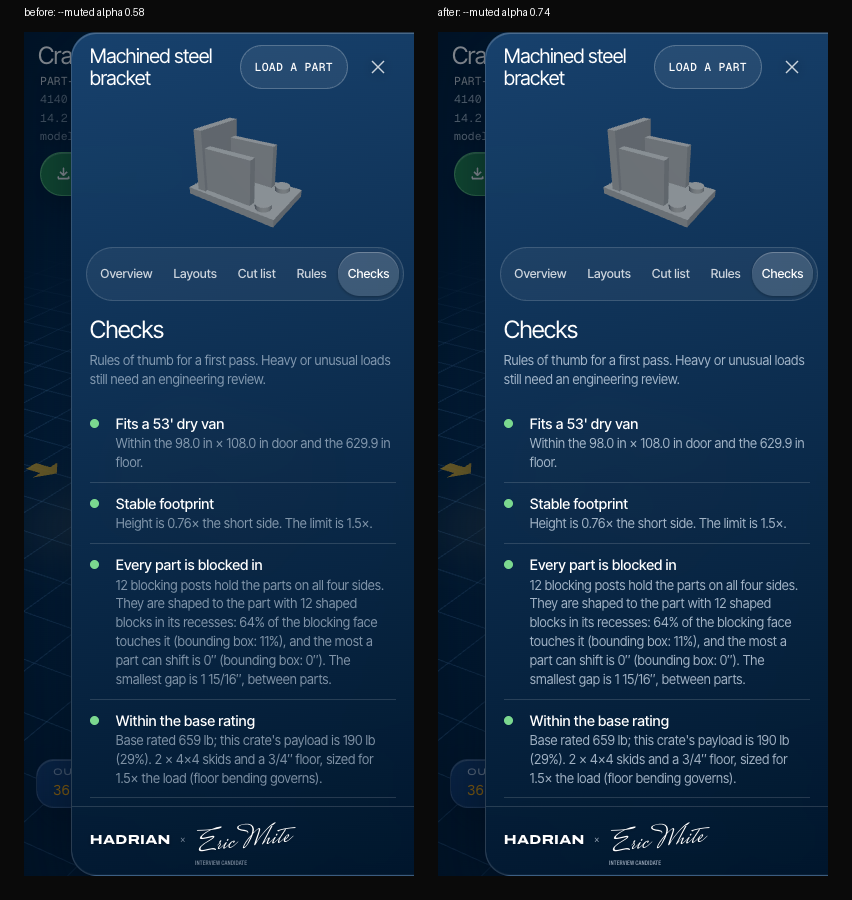 before: --muted alpha 0.58
Cra
PART-
4140
14.2
model
Machined steel
bracket
LOAD A PART
Overview Layouts Cut list Rules Checks
Checks
Rules of thumb for a first pass. Heavy or unusual loads
still need an engineering review.
Fits a 53' dry van
Within the 98.0 in × 108.0 in door and the 629.9 in
floor.
Stable footprint
Height is 0.76× the short side. The limit is 1.5×.
Every part is blocked in
12 blocking posts hold the parts on all four sides.
They are shaped to the part with 12 shaped
blocks in its recesses: 64% of the blocking face
touches it (bounding box: 11%), and the most a
part can shift is 0″ (bounding box: 0″). The
smallest gap is 1 15/16″, between parts.
Within the base rating
Base rated 659 lb; this crate's payload is 190 lb
(29%). 2 × 4×4 skids and a 3/4″ floor, sized for
1.5× the load (floor bending governs).
OU
36
HADRIAN × Eric White
INTERVIEW CANDIDATE
after: --muted alpha 0.74
Cra
PART-
4140
14.2
model
Machined steel
bracket
LOAD A PART
Overview Layouts Cut list Rules Checks
Checks
Rules of thumb for a first pass. Heavy or unusual loads
still need an engineering review.
Fits a 53' dry van
Within the 98.0 in × 108.0 in door and the 629.9 in
floor.
Stable footprint
Height is 0.76× the short side. The limit is 1.5×.
Every part is blocked in
12 blocking posts hold the parts on all four sides.
They are shaped to the part with 12 shaped
blocks in its recesses: 64% of the blocking face
touches it (bounding box: 11%), and the most a
part can shift is 0″ (bounding box: 0″). The
smallest gap is 1 15/16″, between parts.
Within the base rating
Base rated 659 lb; this crate's payload is 190 lb
(29%). 2 × 4×4 skids and a 3/4″ floor, sized for
1.5× the load (floor bending governs).
OU
36
HADRIAN × Eric White
INTERVIEW CANDIDATE